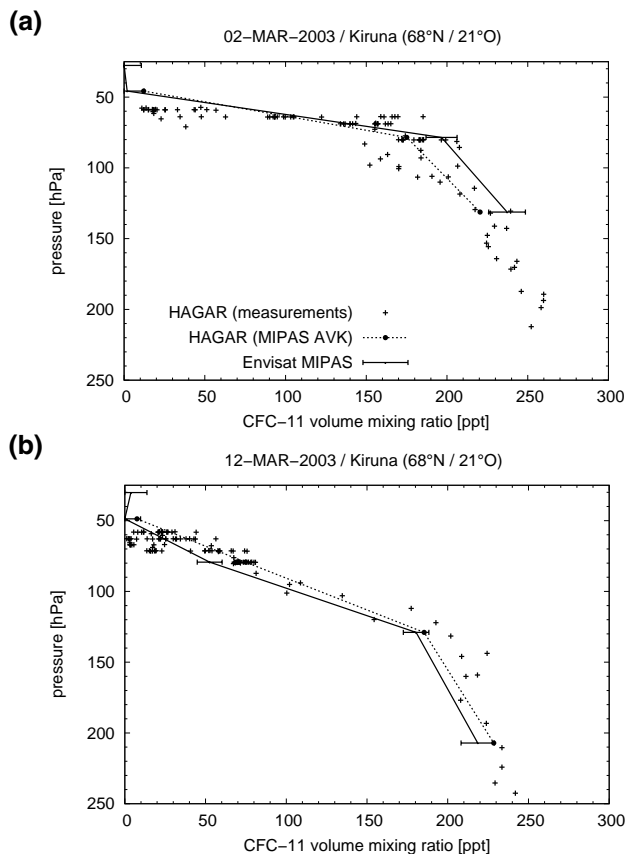 (a)
02−MAR−2003 / Kiruna (68°N / 21°O)
0
50
100
150
200
250
pressure [hPa]
HAGAR (measurements)
HAGAR (MIPAS AVK)
Envisat MIPAS
0 50 100 150 200 250 300
CFC−11 volume mixing ratio [ppt]
(b)
12−MAR−2003 / Kiruna (68°N / 21°O)
0
50
100
150
200
250
pressure [hPa]
0 50 100 150 200 250 300
CFC−11 volume mixing ratio [ppt]